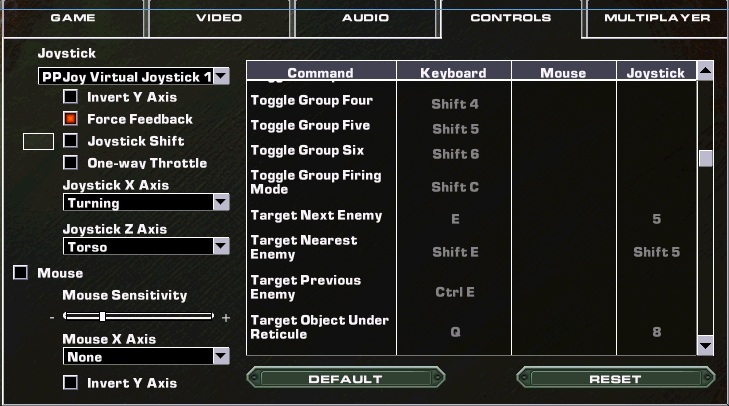 GAME VIDEO AUDIO CONTROLS MULTIPLAYER
Joystick
PPJoy Virtual Joystick 1
Invert Y Axis
Force Feedback
Joystick Shift
One-way Throttle
Joystick X Axis
Turning
Joystick Z Axis
Torso
Mouse
Mouse Sensitivity
- +
Mouse X Axis
None
Invert Y Axis
Command Keyboard Mouse Joystick
Toggle Group Four Shift 4
Toggle Group Five Shift 5
Toggle Group Six Shift 6
Toggle Group Firing
Mode Shift C
Target Next Enemy E 5
Target Nearest
Enemy Shift E Shift 5
Target Previous
Enemy Ctrl E
Target Object Under
Reticule Q 8
DEFAULT RESET